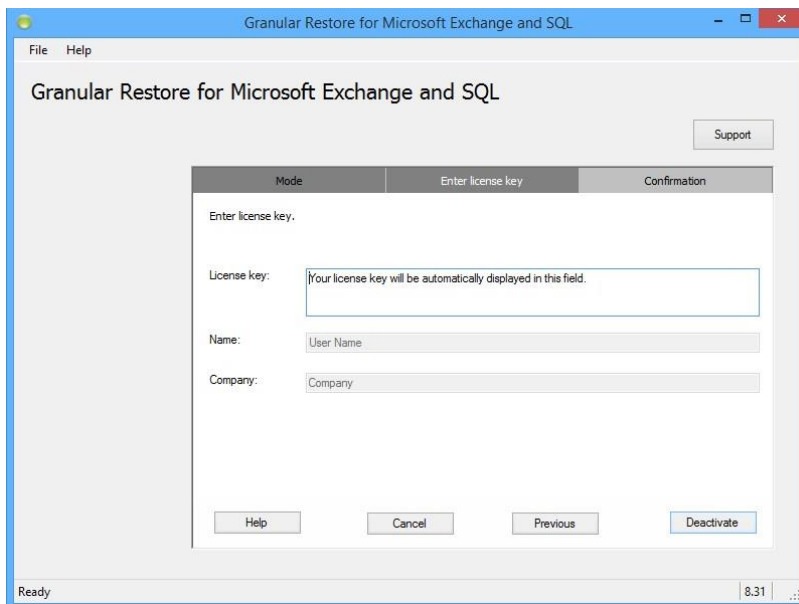 Granular Restore for Microsoft Exchange and SQL
File Help
Granular Restore for Microsoft Exchange and SQL
Support
Mode Enter license key Confirmation
Enter license key.
License key: Your license key will be automatically displayed in this field.
Name: User Name
Company: Company
Help Cancel Previous Deactivate
Ready 8.31